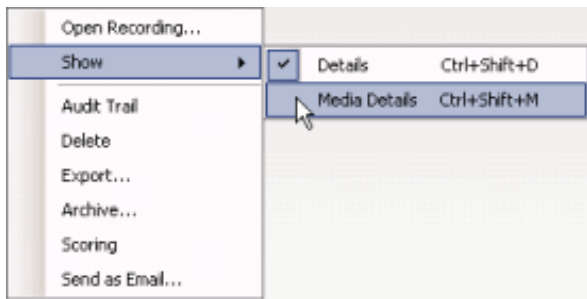 Open Recording...
Show
Details Ctrl+Shift+D
Media Details Ctrl+Shift+M
Audit Trail
Delete
Export...
Archive...
Scoring
Send as Email...